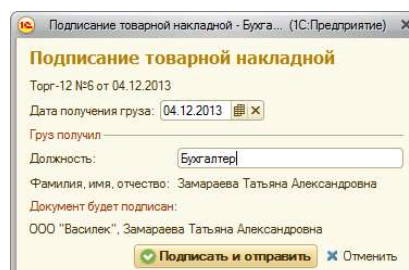 Подписание товарной накладной - Бухга... (1С:Предприятие)
Подписание товарной накладной
Торг-12 №6 от 04.12.2013
Дата получения груза: 04.12.2013
Груз получил
Должность: Бухгалтер
Фамилия, имя, отчество: Замараева Татьяна Александровна
Документ будет подписан:
ООО "Василек", Замараева Татьяна Александровна
Подписать и отправить Отменить